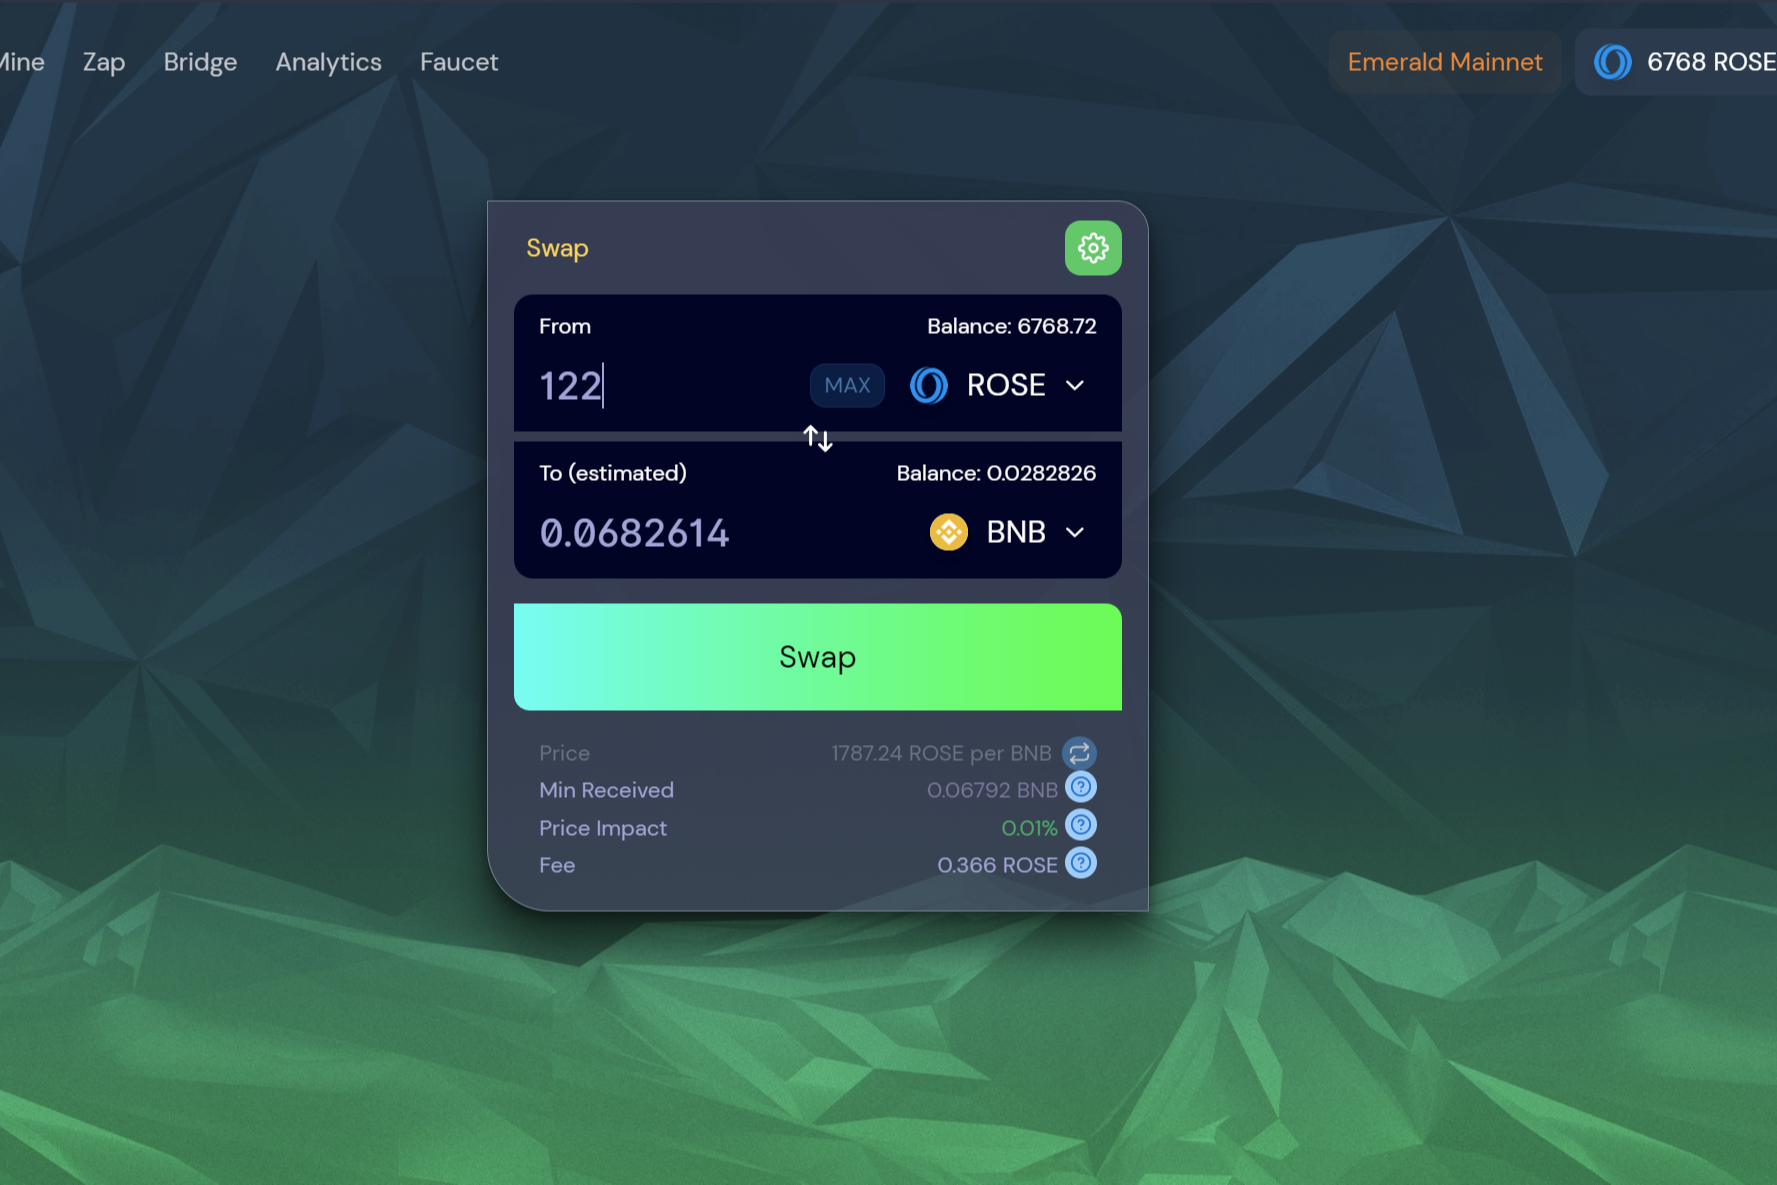 Mine Zap Bridge Analytics Faucet Emerald Mainnet 6768 ROSE
Swap
From Balance: 6768.72
122 MAX ROSE
To (estimated) Balance: 0.0282826
0.0682614 BNB
Swap
Price 1787.24 ROSE per BNB
Min Received 0.06792 BNB
Price Impact 0.01%
Fee 0.366 ROSE